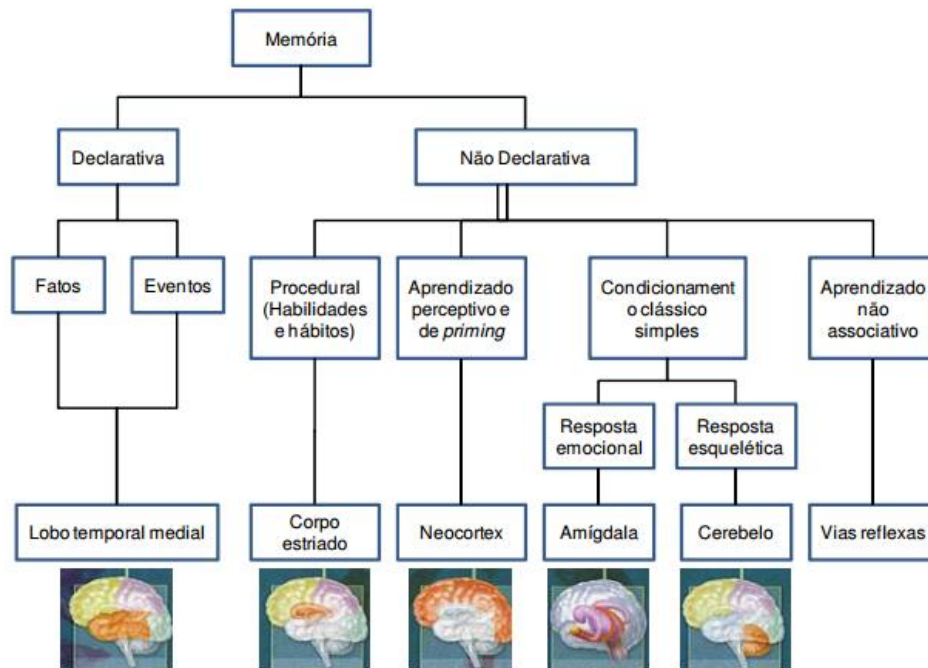 Memória
Declarativa
Não Declarativa
Fatos
Eventos
Procedural
(Habilidades
e hábitos)
Aprendizado
perceptivo e
de priming
Condicionament
o clássico
simples
Aprendizado
não
associativo
Resposta
emocional
Resposta
esquelética
Lobo temporal medial
Corpo
estriado
Neocortex
Amígdala
Cerebelo
Vias reflexas